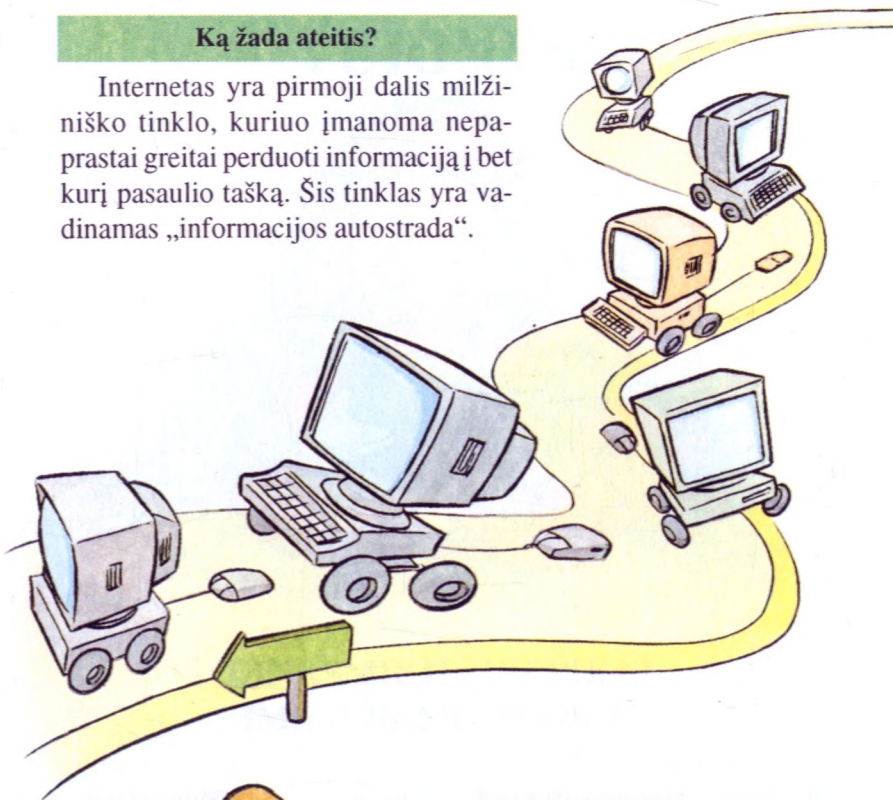 Ką žada ateitis?
Internetas yra pirmoji dalis milži-
niško tinklo, kuriuo įmanoma nepa-
prastai greitai perduoti informaciją į bet
kurį pasaulio tašką. Šis tinklas yra va-
dinamas „informacijos autostrada“.